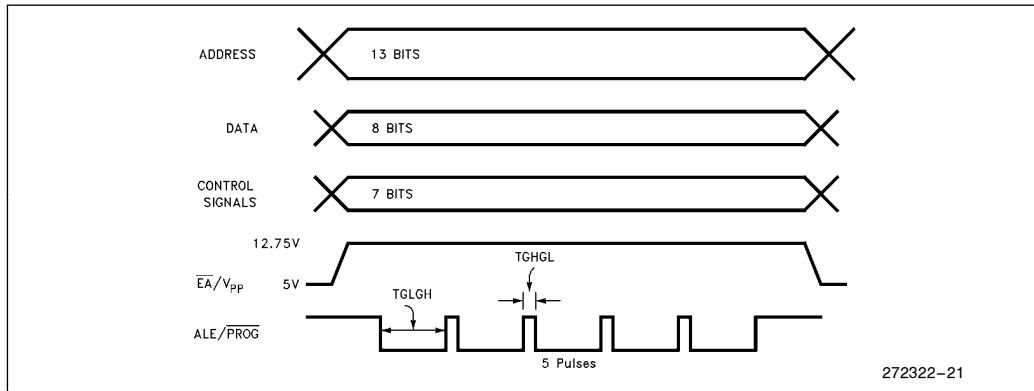 ADDRESS
13 BITS
DATA
8 BITS
CONTROL
SIGNALS
7 BITS
12.75V
EA/VPP
5V
TGHGL
TGLGH
ALE/PROG
5 Pulses
272322-21